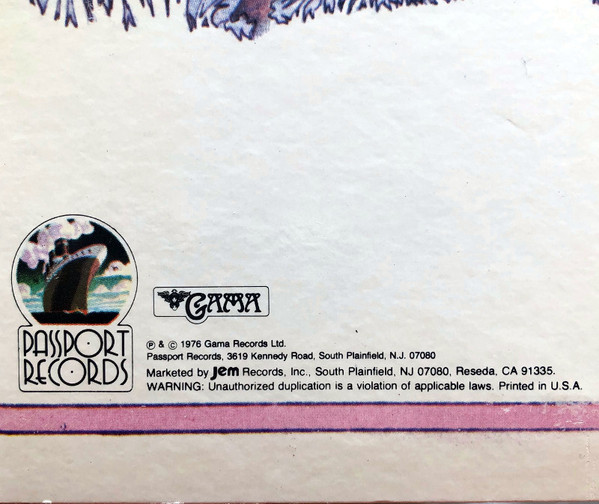 PASSPORT
RECORDS
GAMA
Ⓟ & © 1976 Gama Records Ltd.
Passport Records, 3619 Kennedy Road, South Plainfield, N.J. 07080
Marketed by Jem Records, Inc., South Plainfield, NJ 07080, Reseda, CA 91335.
WARNING: Unauthorized duplication is a violation of applicable laws. Printed in U.S.A.